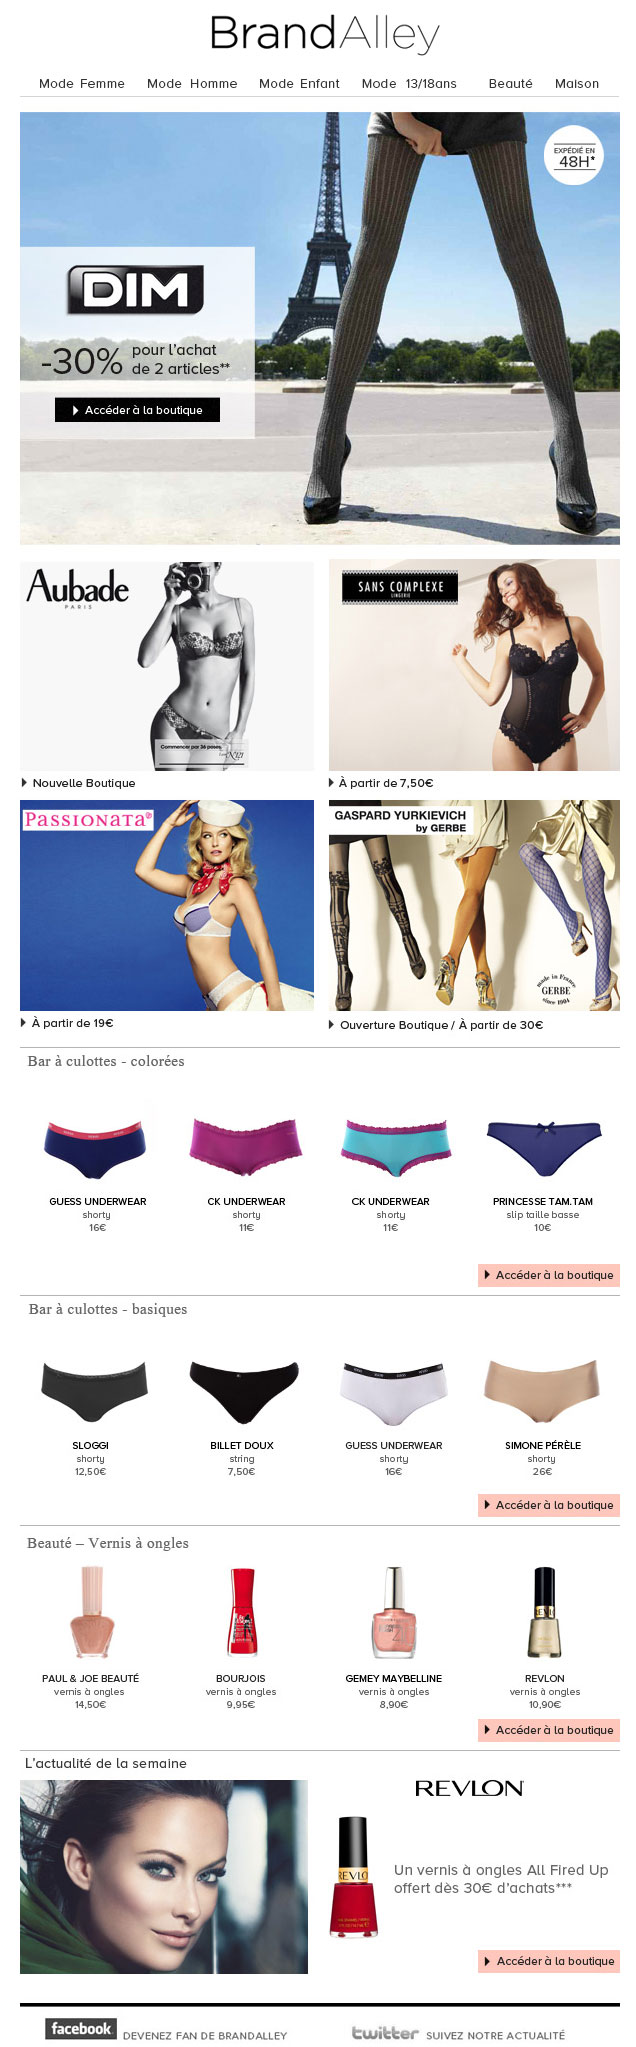 BrandAlley
Mode Femme Mode Homme Mode Enfant Mode 13/18ans Beauté Maison
EXPÉDIÉ EN
48H*
DIM
-30% pour l'achat
de 2 articles**
Accéder à la boutique
Aubade
PARIS
Commencer par 36 poses.
SANS COMPLEXE
LINGERIE
Nouvelle Boutique
À partir de 7,50€
PASSIONATA®
GASPARD YURKIEVICH
by GERBE
made in France
GERBE
since 1904
À partir de 19€
Ouverture Boutique / À partir de 30€
Bar à culottes - colorées
GUESS UNDERWEAR CK UNDERWEAR CK UNDERWEAR PRINCESSE TAM.TAM
shorty shorty shorty slip taille basse
16€ 11€ 11€ 10€
Accéder à la boutique
Bar à culottes - basiques
SLOGGI BILLET DOUX GUESS UNDERWEAR SIMONE PÉRÈLE
shorty string shorty shorty
12,50€ 7,50€ 16€ 26€
Accéder à la boutique
Beauté – Vernis à ongles
PAUL & JOE BEAUTÉ BOURJOIS GEMEY MAYBELLINE REVLON
vernis à ongles vernis à ongles vernis à ongles vernis à ongles
14,50€ 9,95€ 8,90€ 10,90€
Accéder à la boutique
L'actualité de la semaine
REVLON
Un vernis à ongles All Fired Up
offert dès 30€ d'achats***
Accéder à la boutique
facebook DEVENEZ FAN DE BRANDALLEY
twitter SUIVEZ NOTRE ACTUALITÉ